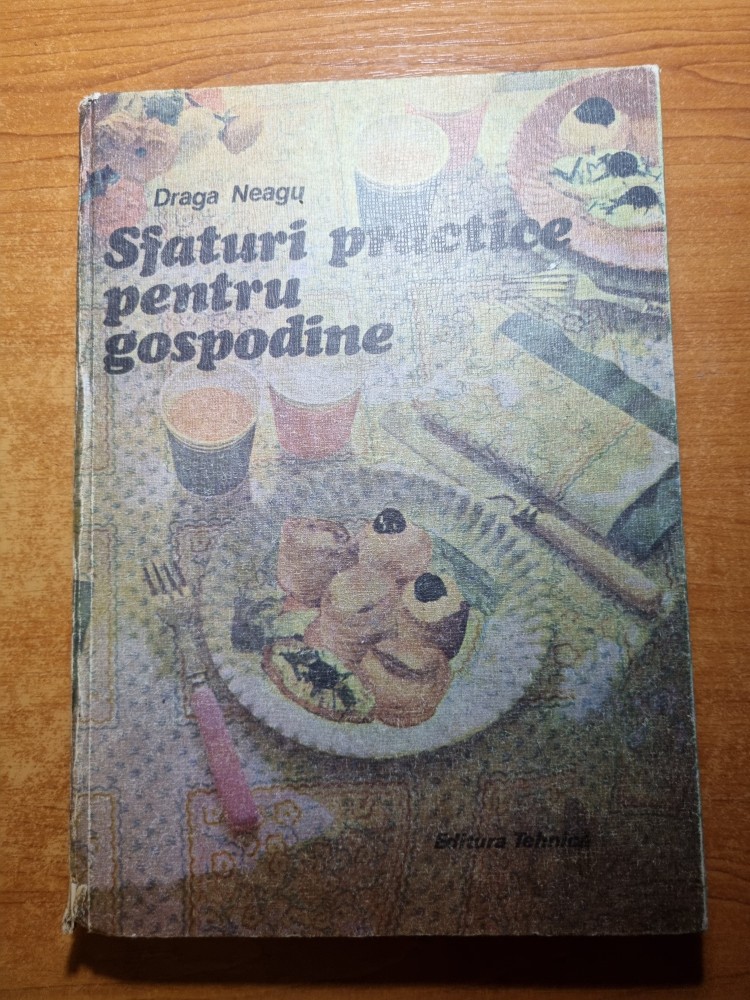 Draga Neagu
Sfaturi practice
pentru
gospodine
Editura Tehnică